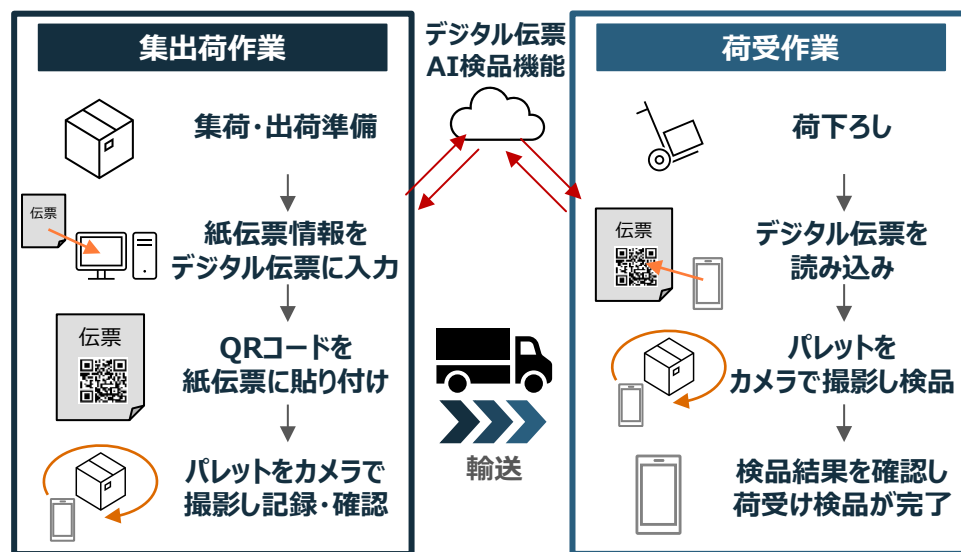 集出荷作業
集荷・出荷準備
伝票
紙伝票情報を
デジタル伝票に入力
伝票
QRコードを
紙伝票に貼り付け
パレットをカメラで
撮影し記録・確認
デジタル伝票
AI検品機能
輸送
荷受作業
荷下ろし
伝票
デジタル伝票を
読み込み
パレットを
カメラで撮影し検品
検品結果を確認し
荷受け検品が完了